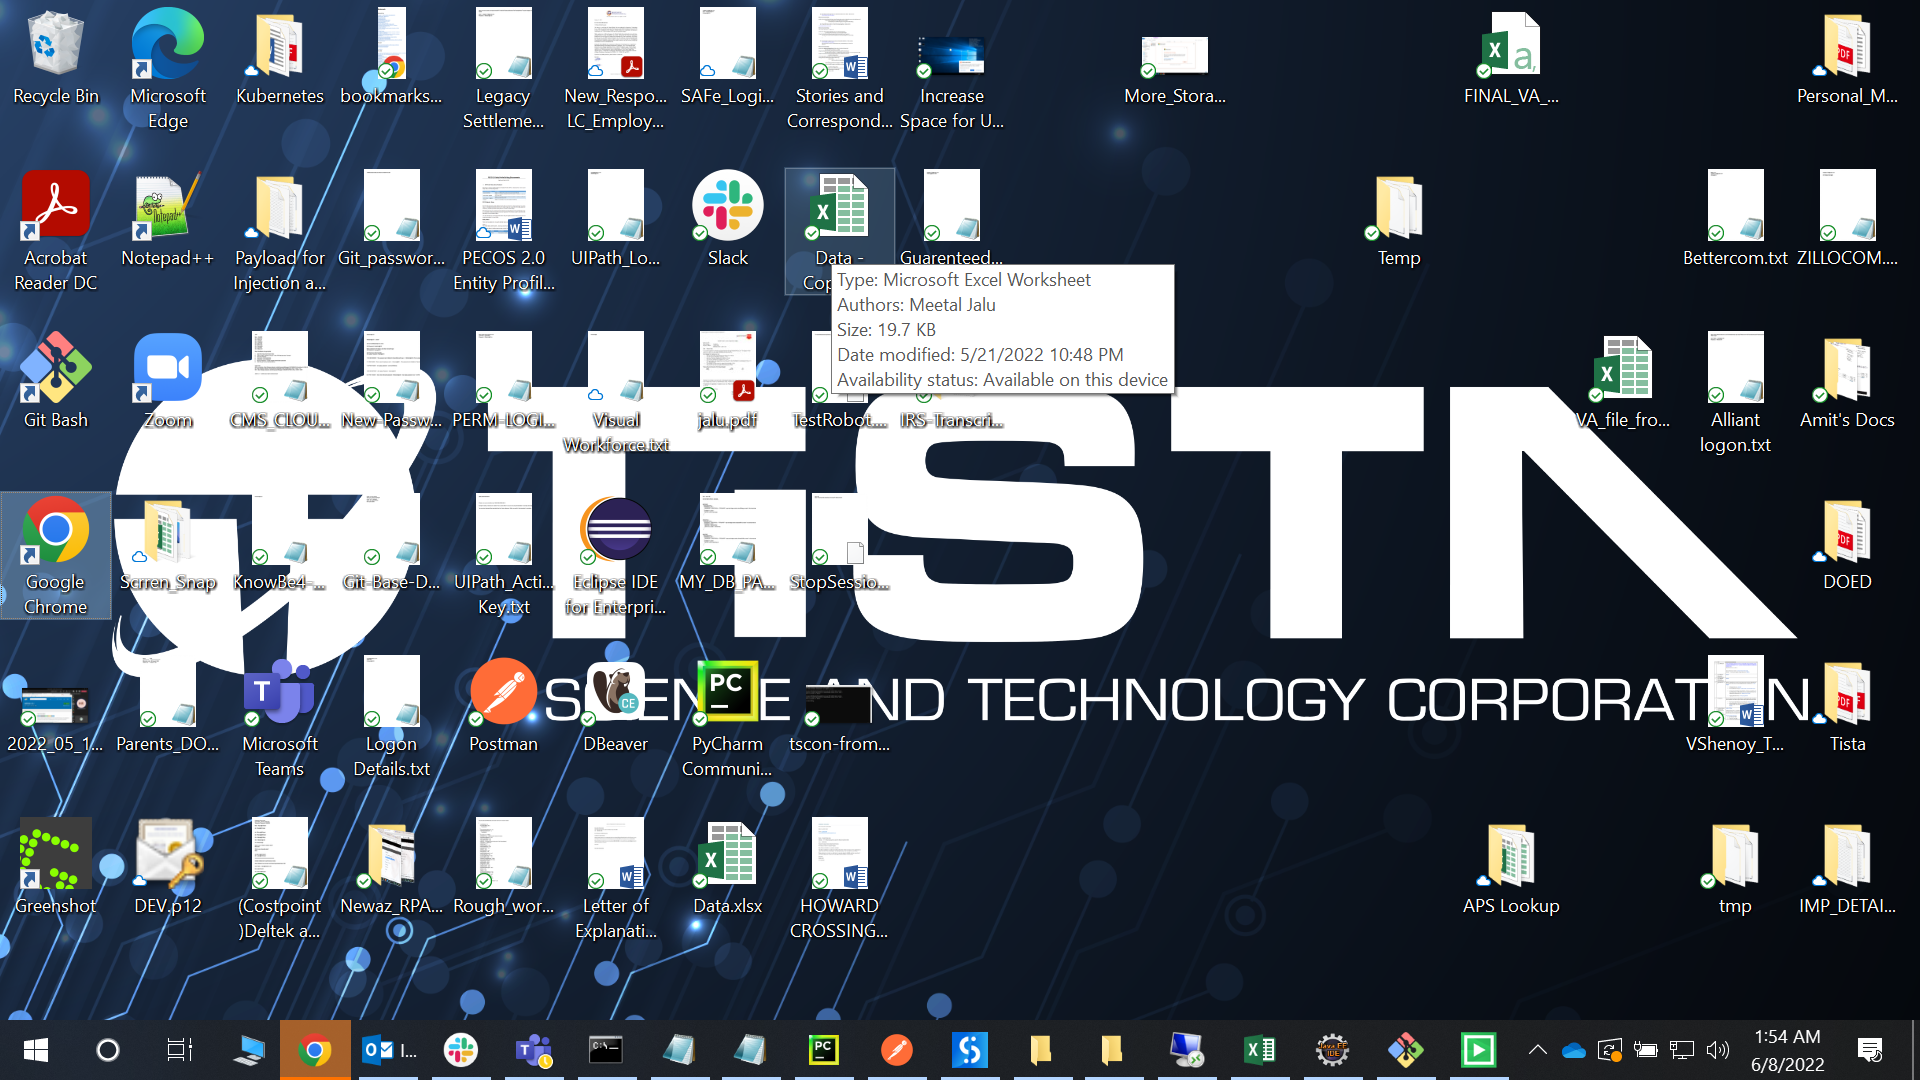 Recycle Bin
Microsoft
Edge
Kubernetes
bookmarks...
Legacy
Settleme...
New_Respo...
LC_Employ...
SAFe_Logi...
Stories and
Correspond...
Increase
Space for U...
More_Stora...
FINAL_VA_...
Personal_M...
Acrobat
Reader DC
Notepad++
Payload for
Injection a...
Git_passwor...
PECOS 2.0
Entity Profil...
UIPath_Lo...
Slack
Data -
Guarenteed...
Temp
Bettercom.txt
ZILLOCOM....
Type: Microsoft Excel Worksheet
Authors: Meetal Jalu
Size: 19.7 KB
Date modified: 5/21/2022 10:48 PM
Availability status: Available on this device
Git Bash
Zoom
CMS_CLOU...
New-Passw...
PERM-LOGI...
Visual
Workforce.txt
jalu.pdf
TestRobot...
IRS-Transcri...
VA_file_fro...
Alliant
logon.txt
Amit's Docs
TISTA
Google
Chrome
Scrren_Snap
KnowBe4-...
Git-Base-D...
UIPath_Acti...
Key.txt
Eclipse IDE
for Enterpri...
MY_DB_PA...
StopSessio...
DOED
SCIENCE AND TECHNOLOGY CORPORATION
2022_05_1...
Parents_DO...
Microsoft
Teams
Logon
Details.txt
Postman
DBeaver
PyCharm
Communi...
tscon-from...
VShenoy_T...
Tista
Greenshot
DEV.p12
(Costpoint
)Deltek a...
Newaz_RPA...
Rough_wor...
Letter of
Explanati...
Data.xlsx
HOWARD
CROSSING...
APS Lookup
tmp
IMP_DETAI...
I...
1:54 AM
6/8/2022